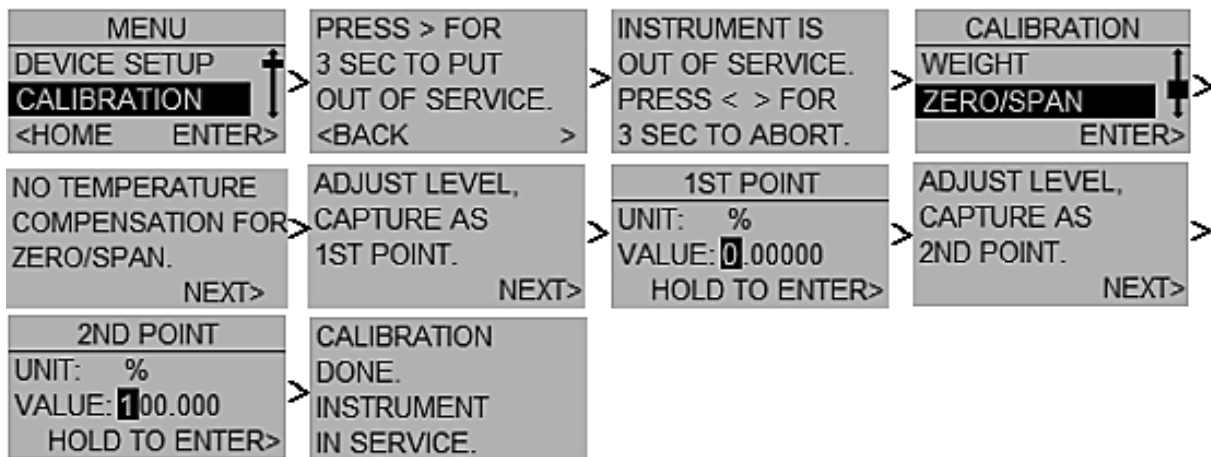 MENU
DEVICE SETUP
CALIBRATION
<HOME ENTER>
>
PRESS > FOR
3 SEC TO PUT
OUT OF SERVICE.
<BACK >
>
INSTRUMENT IS
OUT OF SERVICE.
PRESS < > FOR
3 SEC TO ABORT.
>
CALIBRATION
WEIGHT
ZERO/SPAN
ENTER>
>
NO TEMPERATURE
COMPENSATION FOR
ZERO/SPAN.
NEXT>
>
ADJUST LEVEL,
CAPTURE AS
1ST POINT.
NEXT>
>
1ST POINT
UNIT: %
VALUE: 0.00000
HOLD TO ENTER>
>
ADJUST LEVEL,
CAPTURE AS
2ND POINT.
NEXT>
>
2ND POINT
UNIT: %
VALUE: 100.000
HOLD TO ENTER>
>
CALIBRATION
DONE.
INSTRUMENT
IN SERVICE.